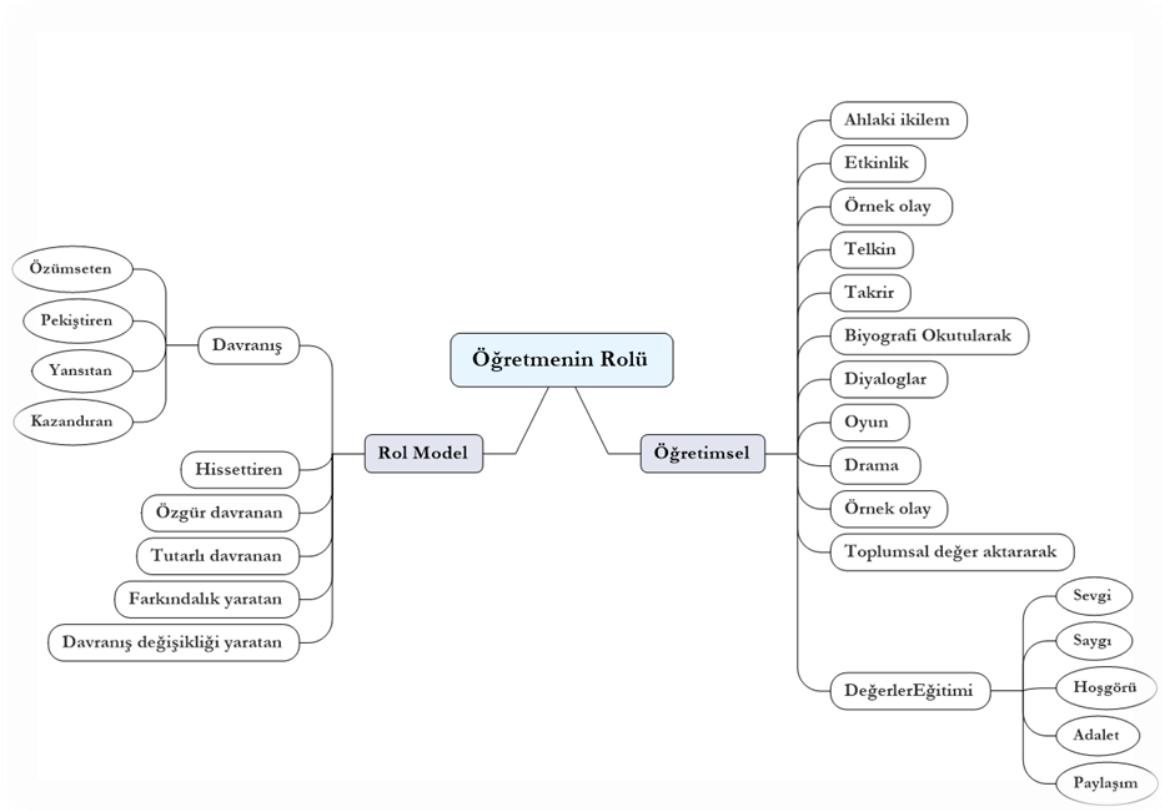 Öğretmenin Rolü
Rol Model
Davranış
Özümseten
Pekiştiren
Yansıtan
Kazandıran
Hissettiren
Özgür davranan
Tutarlı davranan
Farkındalık yaratan
Davranış değişikliği yaratan
Öğretimsel
Ahlaki ikilem
Etkinlik
Örnek olay
Telkin
Takrir
Biyografi Okutularak
Diyaloglar
Oyun
Drama
Örnek olay
Toplumsal değer aktararak
DeğerlerEğitimi
Sevgi
Saygı
Hoşgörü
Adalet
Paylaşım